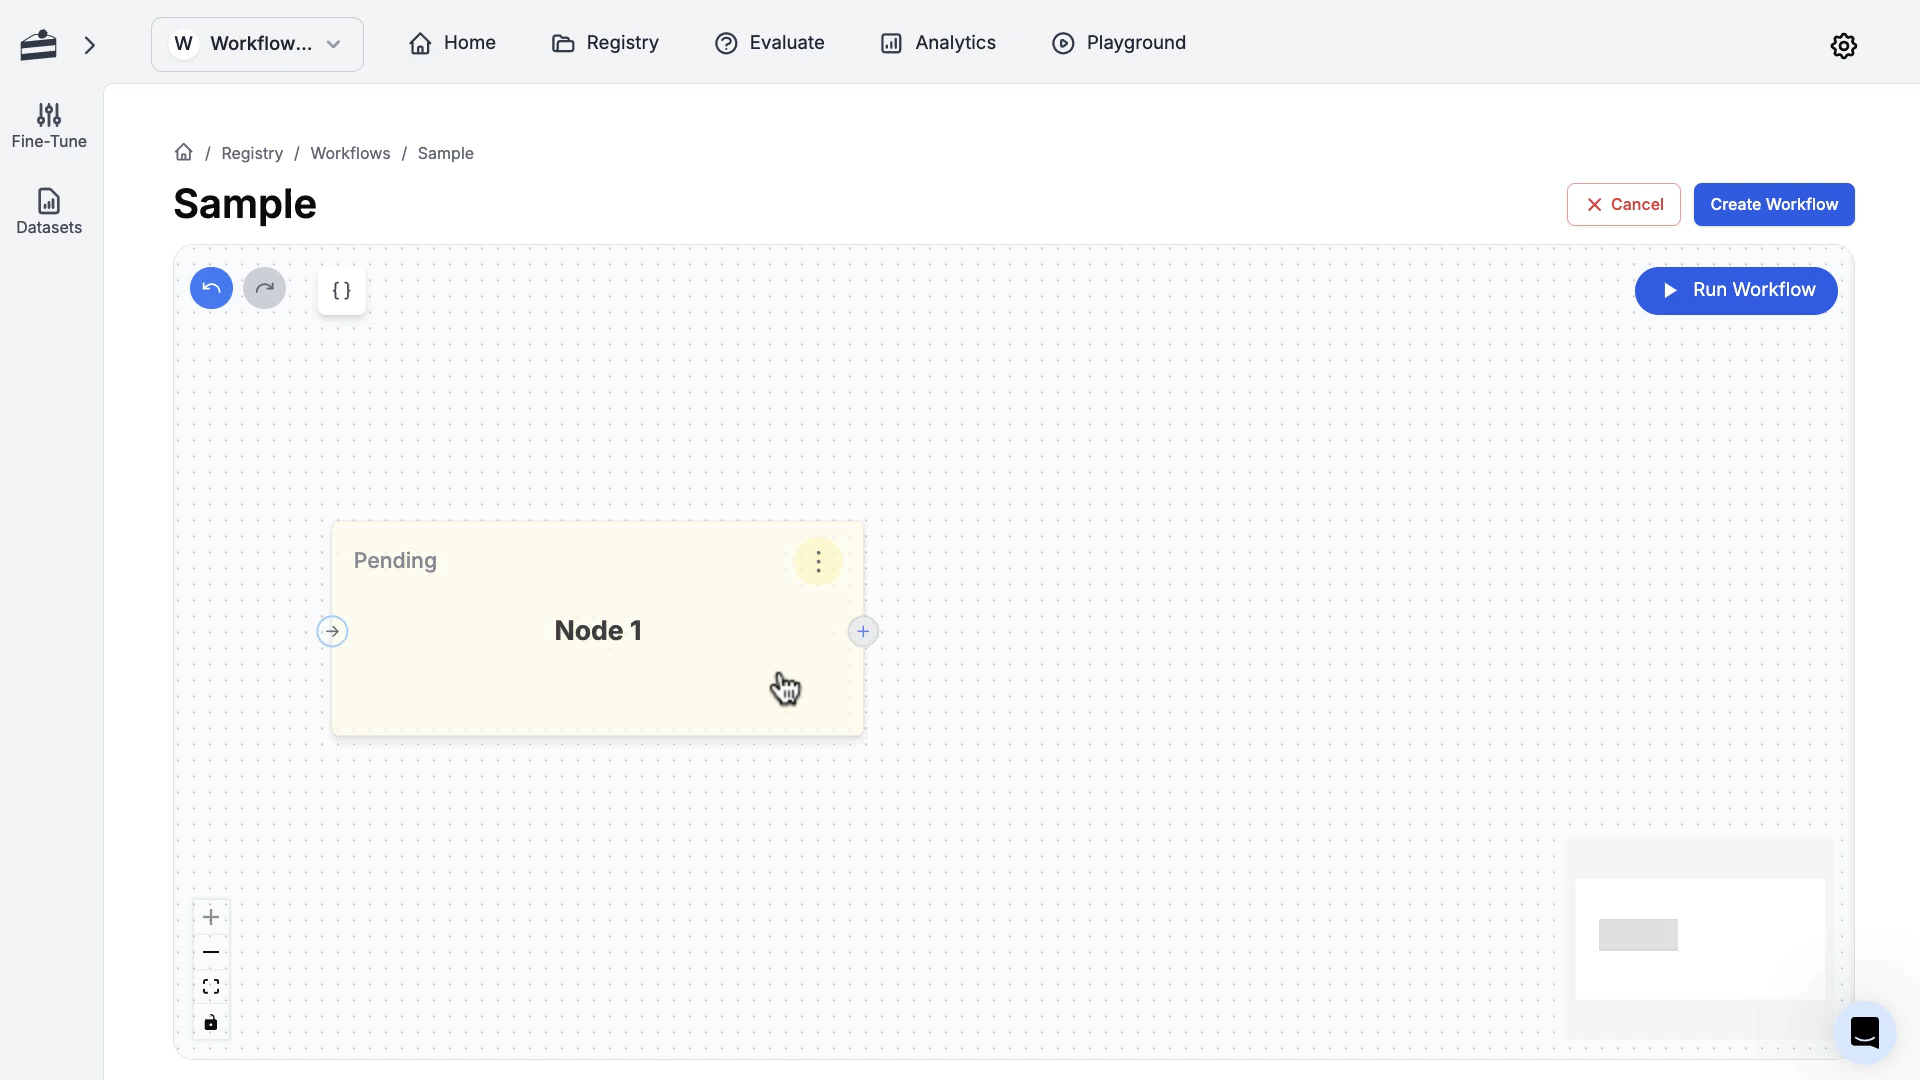 W Workflow...
Home
Registry
Evaluate
Analytics
Playground
Fine-Tune
Datasets
/ Registry / Workflows / Sample
Sample
Cancel
Create Workflow
{ }
Run Workflow
Pending
Node 1